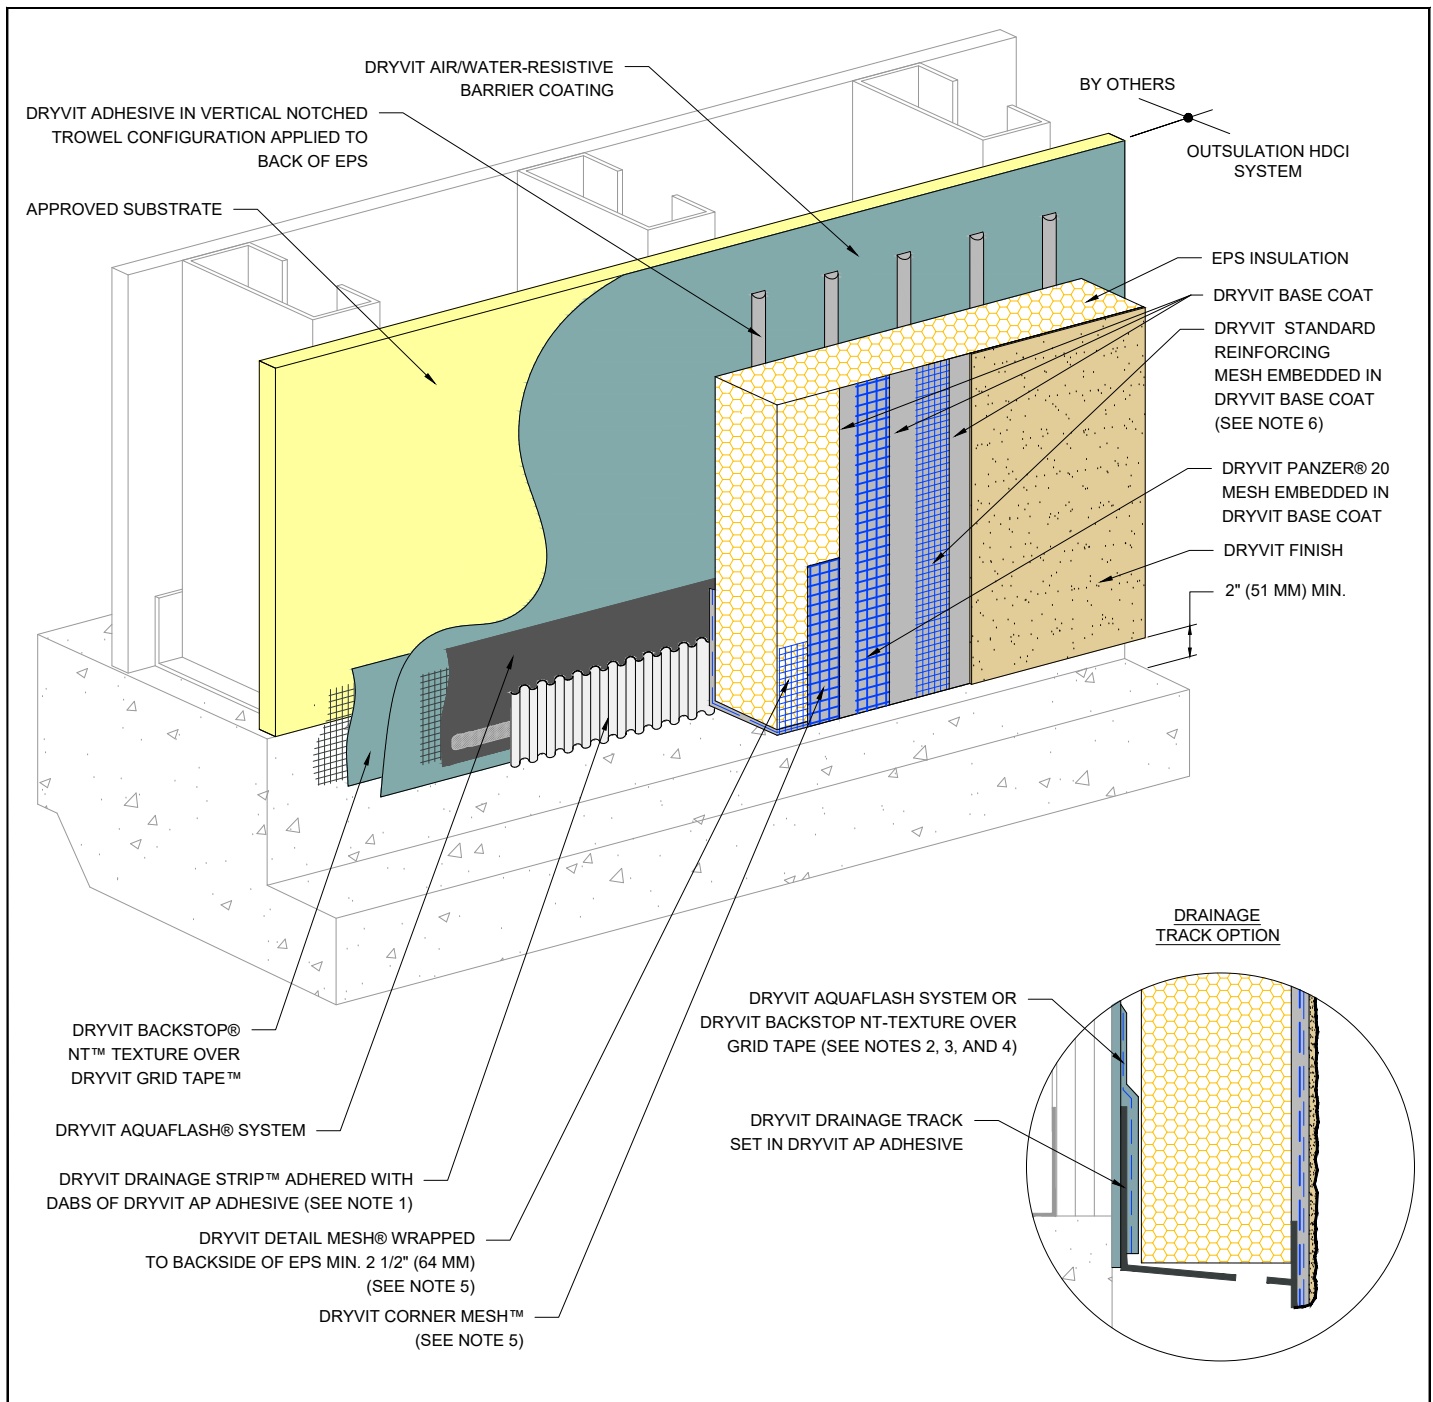 DRYVIT AIR/WATER-RESISTIVE
BARRIER COATING
DRYVIT ADHESIVE IN VERTICAL NOTCHED
TROWEL CONFIGURATION APPLIED TO
BACK OF EPS
APPROVED SUBSTRATE
BY OTHERS
OUTSULATION HDCI
SYSTEM
EPS INSULATION
DRYVIT BASE COAT
DRYVIT STANDARD
REINFORCING
MESH EMBEDDED IN
DRYVIT BASE COAT
(SEE NOTE 6)
DRYVIT PANZER® 20
MESH EMBEDDED IN
DRYVIT BASE COAT
DRYVIT FINISH
2" (51 MM) MIN.
DRYVIT BACKSTOP®
NT™ TEXTURE OVER
DRYVIT GRID TAPE™
DRYVIT AQUAFLASH® SYSTEM
DRYVIT DRAINAGE STRIP™ ADHERED WITH
DABS OF DRYVIT AP ADHESIVE (SEE NOTE 1)
DRYVIT DETAIL MESH® WRAPPED
TO BACKSIDE OF EPS MIN. 2 1/2" (64 MM)
(SEE NOTE 5)
DRYVIT CORNER MESH™
(SEE NOTE 5)
DRAINAGE
TRACK OPTION
DRYVIT AQUAFLASH SYSTEM OR
DRYVIT BACKSTOP NT-TEXTURE OVER
GRID TAPE (SEE NOTES 2, 3, AND 4)
DRYVIT DRAINAGE TRACK
SET IN DRYVIT AP ADHESIVE